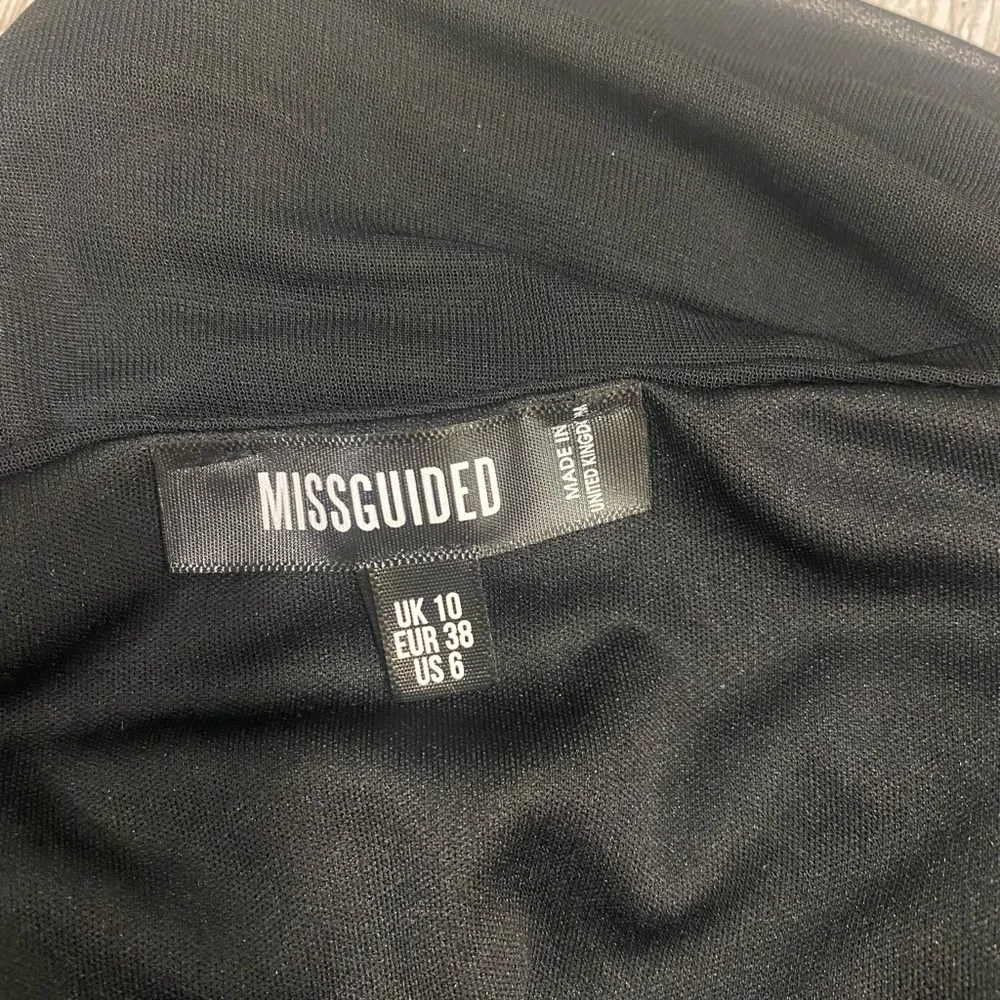 MISSGUIDED
MADE IN
UNITED KINGDOM
UK 10
EUR 38
US 6